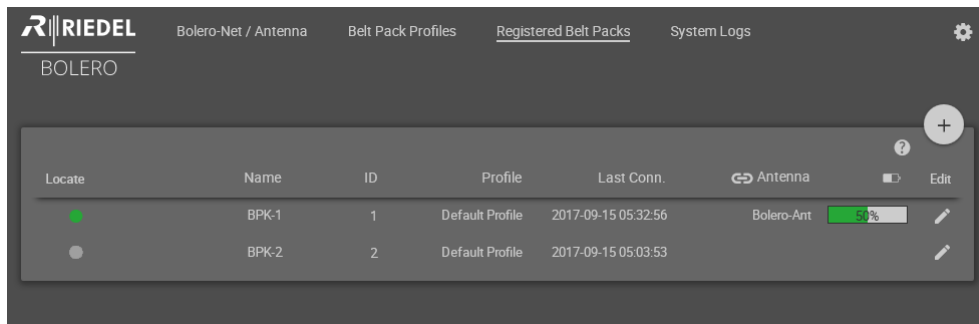 RIEDEL Bolero-Net / Antenna Belt Pack Profiles Registered Belt Packs System Logs
BOLERO
+
?
Locate Name ID Profile Last Conn. Antenna Edit
BPK-1 1 Default Profile 2017-09-15 05:32:56 Bolero-Ant 50%
BPK-2 2 Default Profile 2017-09-15 05:03:53